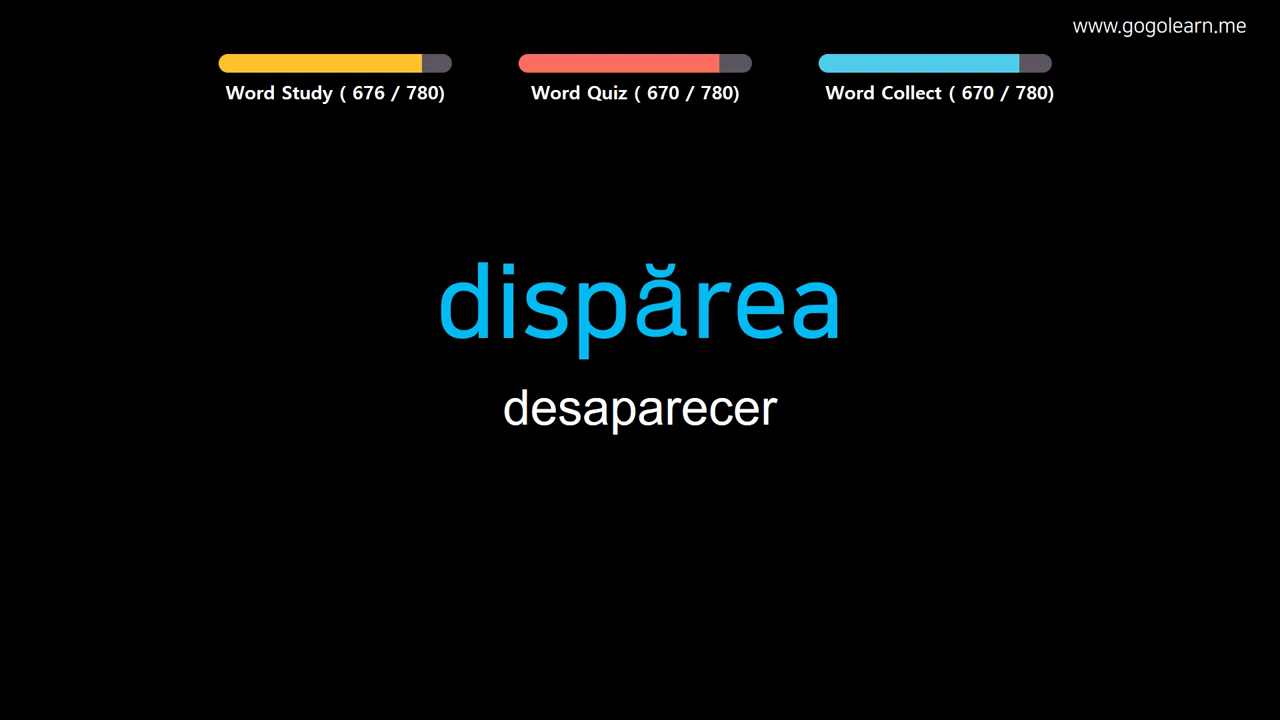 www.gogolearn.me
Word Study ( 676 / 780)
Word Quiz ( 670 / 780)
Word Collect ( 670 / 780)
dispărea
desaparecer